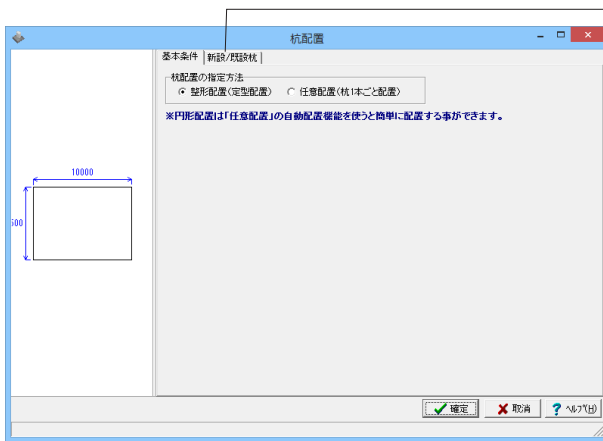 杭配置
基本条件 新設/既設杭
杭配置の指定方法
整形配置(定型配置) 任意配置(杭1本ごと配置)
※円形配置は「任意配置」の自動配置機能を使うと簡単に配置する事ができます。
10000
500
確定 取消 ? ヘルプ(H)